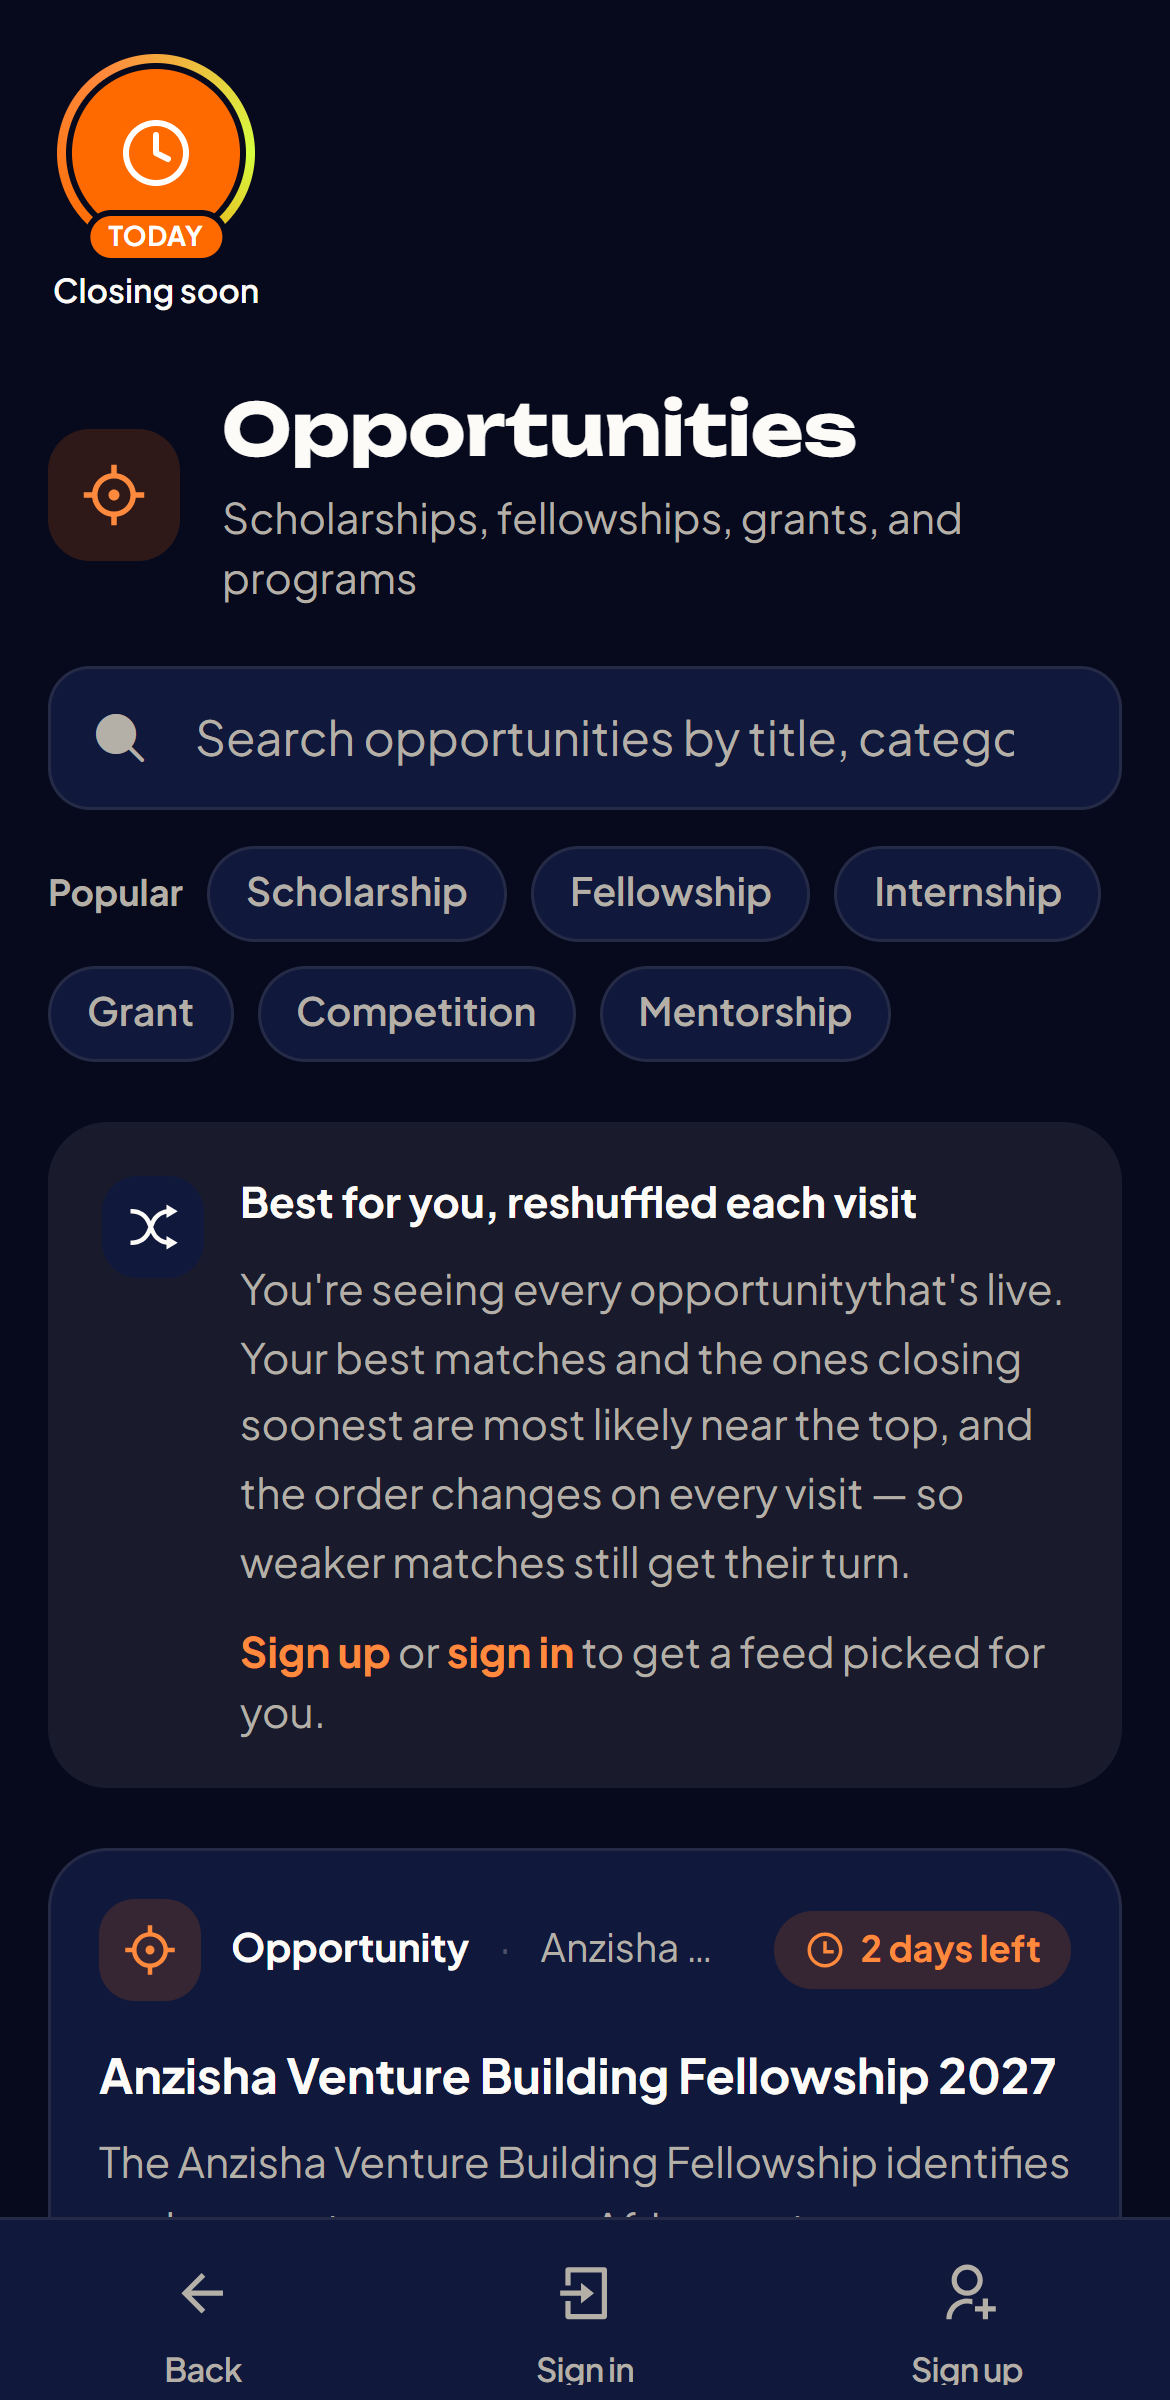 TODAY
Closing soon
Opportunities
Scholarships, fellowships, grants, and
programs
Search opportunities by title, catego
Popular
Scholarship
Fellowship
Internship
Grant
Competition
Mentorship
Best for you, reshuffled each visit
You're seeing every opportunitythat's live.
Your best matches and the ones closing
soonest are most likely near the top, and
the order changes on every visit — so
weaker matches still get their turn.
Sign up or sign in to get a feed picked for
you.
Opportunity · Anzisha ...
2 days left
Anzisha Venture Building Fellowship 2027
The Anzisha Venture Building Fellowship identifies
Back
Sign in
Sign up